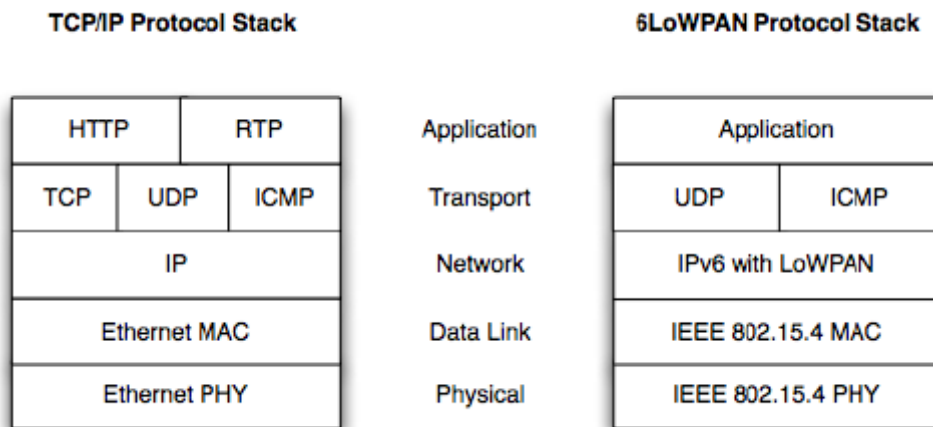 TCP/IP Protocol Stack
6LoWPAN Protocol Stack
HTTP
RTP
Application
Application
TCP
UDP
ICMP
Transport
UDP
ICMP
IP
Network
IPv6 with LoWPAN
Ethernet MAC
Data Link
IEEE 802.15.4 MAC
Ethernet PHY
Physical
IEEE 802.15.4 PHY